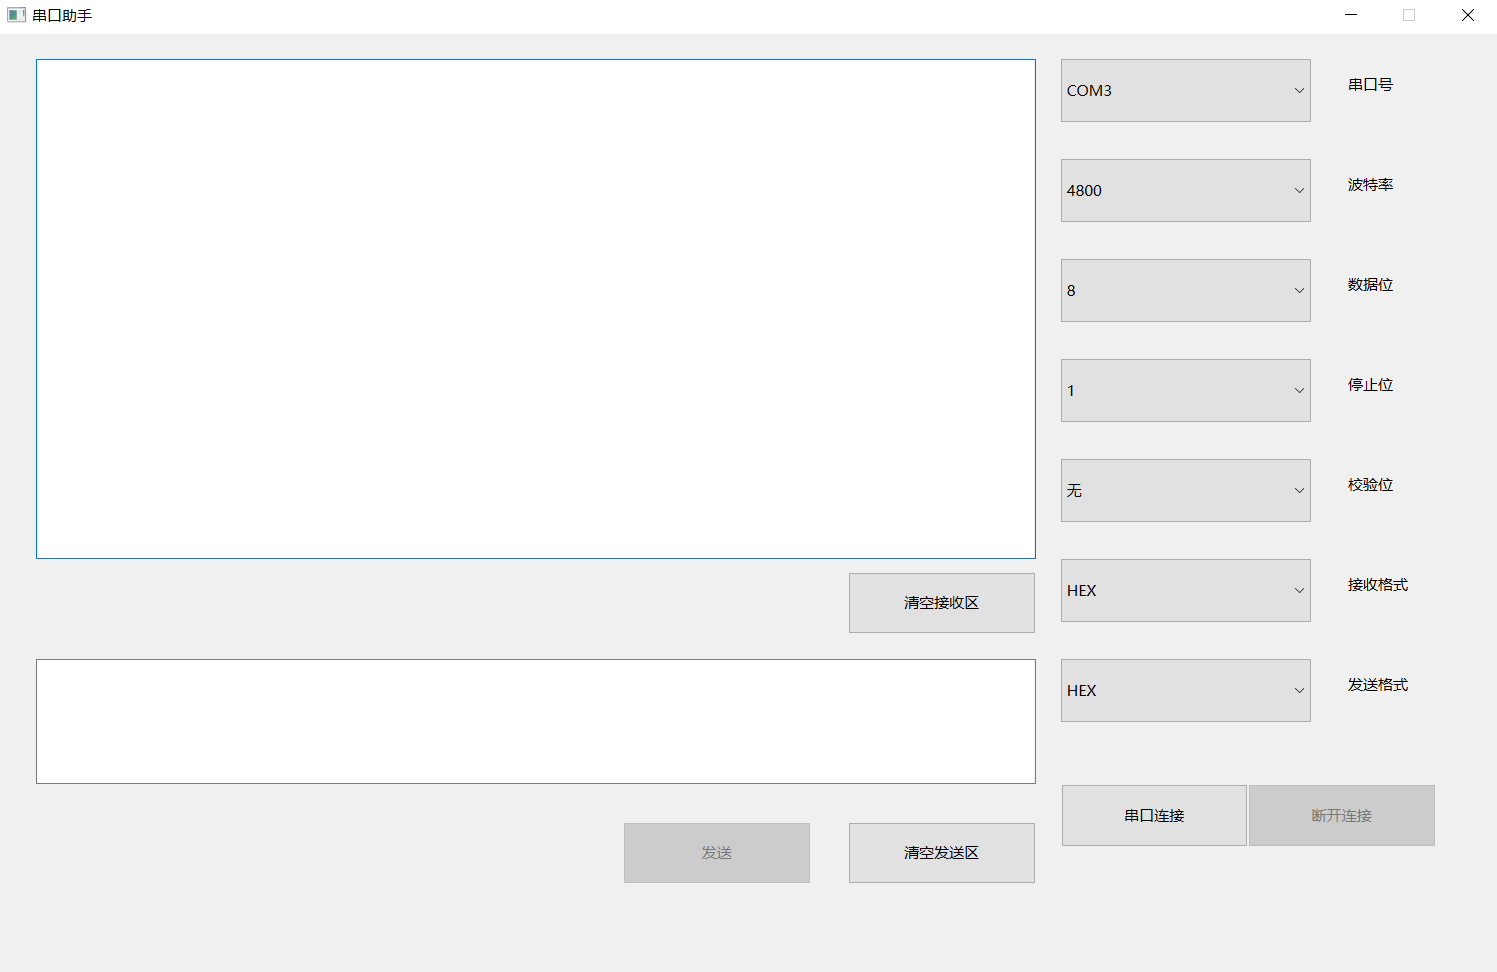 串口助手
COM3
串口号
4800
波特率
8
数据位
1
停止位
无
校验位
清空接收区
HEX
接收格式
HEX
发送格式
串口连接
断开连接
发送
清空发送区